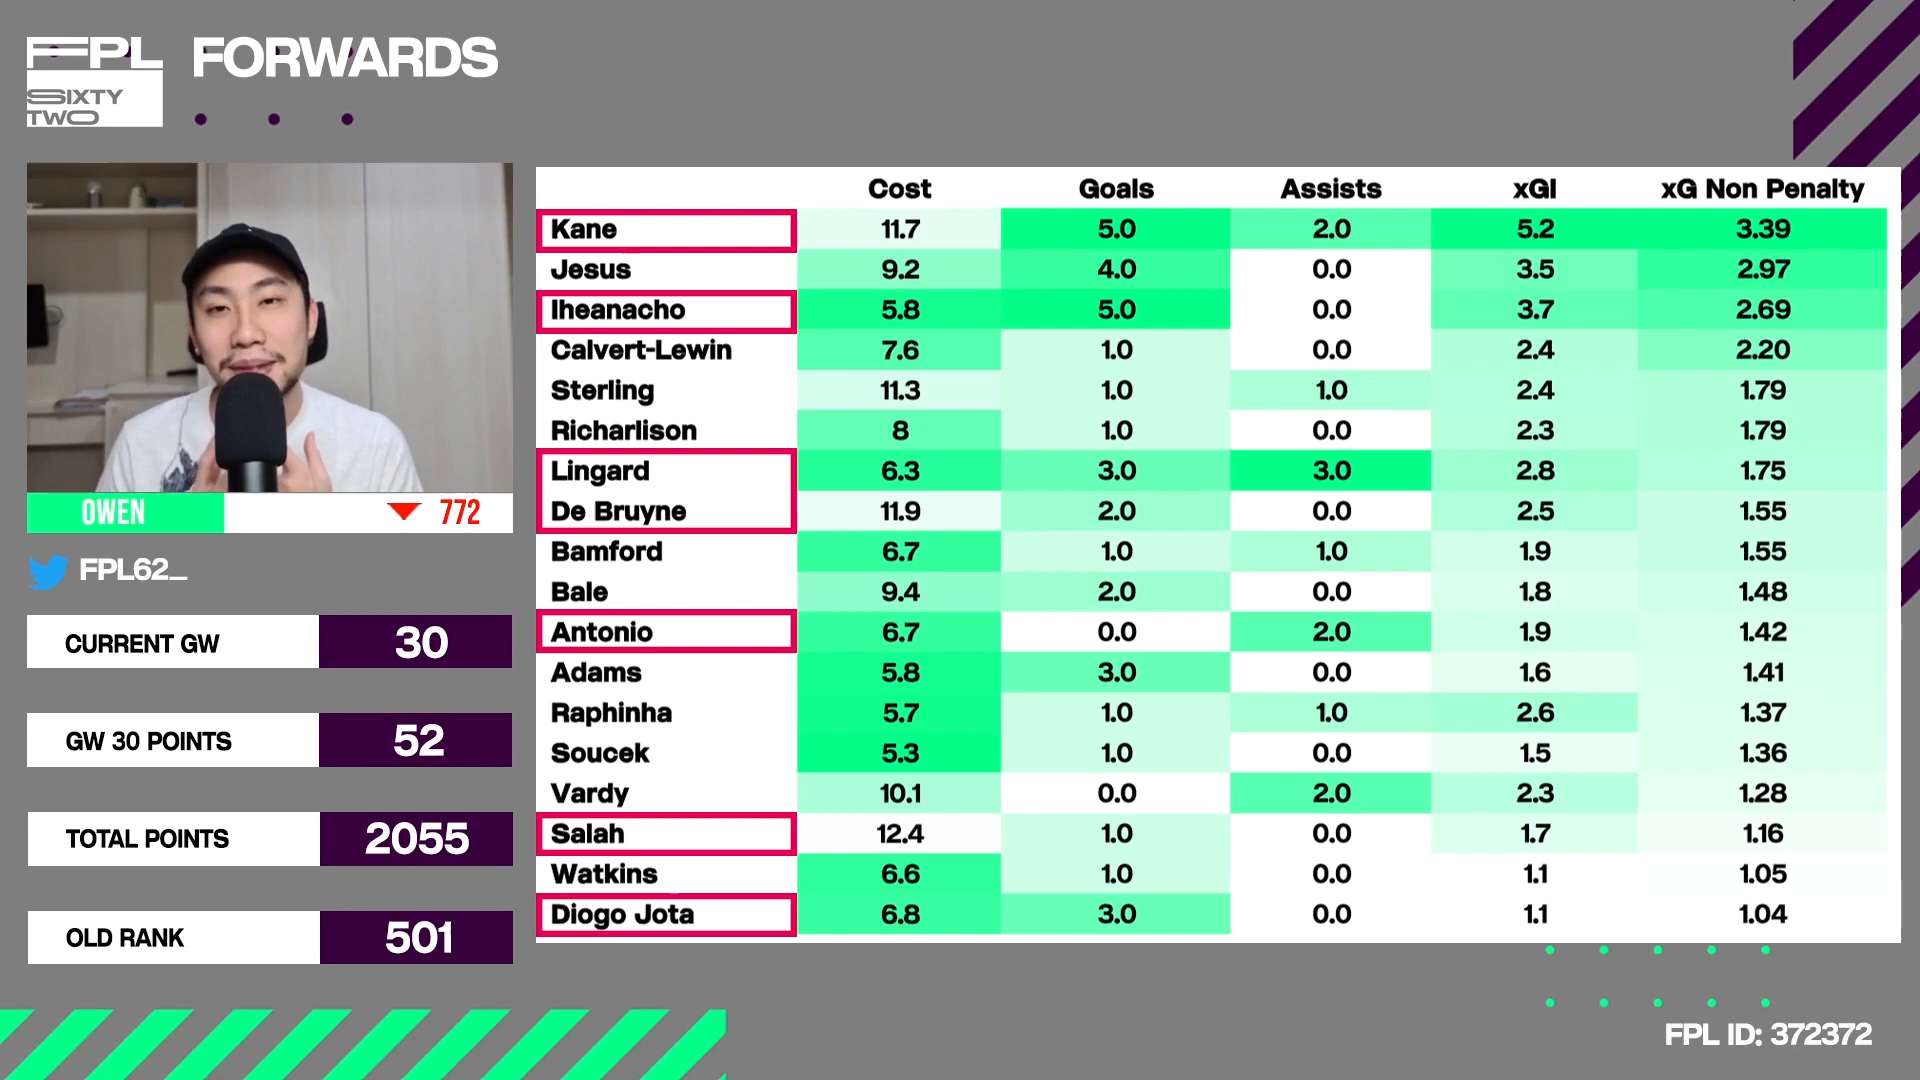 FPL
SIXTY
TWO
FORWARDS
OWEN
772
FPL62_
CURRENT GW 30
GW 30 POINTS 52
TOTAL POINTS 2055
OLD RANK 501
Cost Goals Assists xGI xG Non Penalty
Kane 11.7 5.0 2.0 5.2 3.39
Jesus 9.2 4.0 0.0 3.5 2.97
Iheanacho 5.8 5.0 0.0 3.7 2.69
Calvert-Lewin 7.6 1.0 0.0 2.4 2.20
Sterling 11.3 1.0 1.0 2.4 1.79
Richarlison 8 1.0 0.0 2.3 1.79
Lingard 6.3 3.0 3.0 2.8 1.75
De Bruyne 11.9 2.0 0.0 2.5 1.55
Bamford 6.7 1.0 1.0 1.9 1.55
Bale 9.4 2.0 0.0 1.8 1.48
Antonio 6.7 0.0 2.0 1.9 1.42
Adams 5.8 3.0 0.0 1.6 1.41
Raphinha 5.7 1.0 1.0 2.6 1.37
Soucek 5.3 1.0 0.0 1.5 1.36
Vardy 10.1 0.0 2.0 2.3 1.28
Salah 12.4 1.0 0.0 1.7 1.16
Watkins 6.6 1.0 0.0 1.1 1.05
Diogo Jota 6.8 3.0 0.0 1.1 1.04
FPL ID: 372372